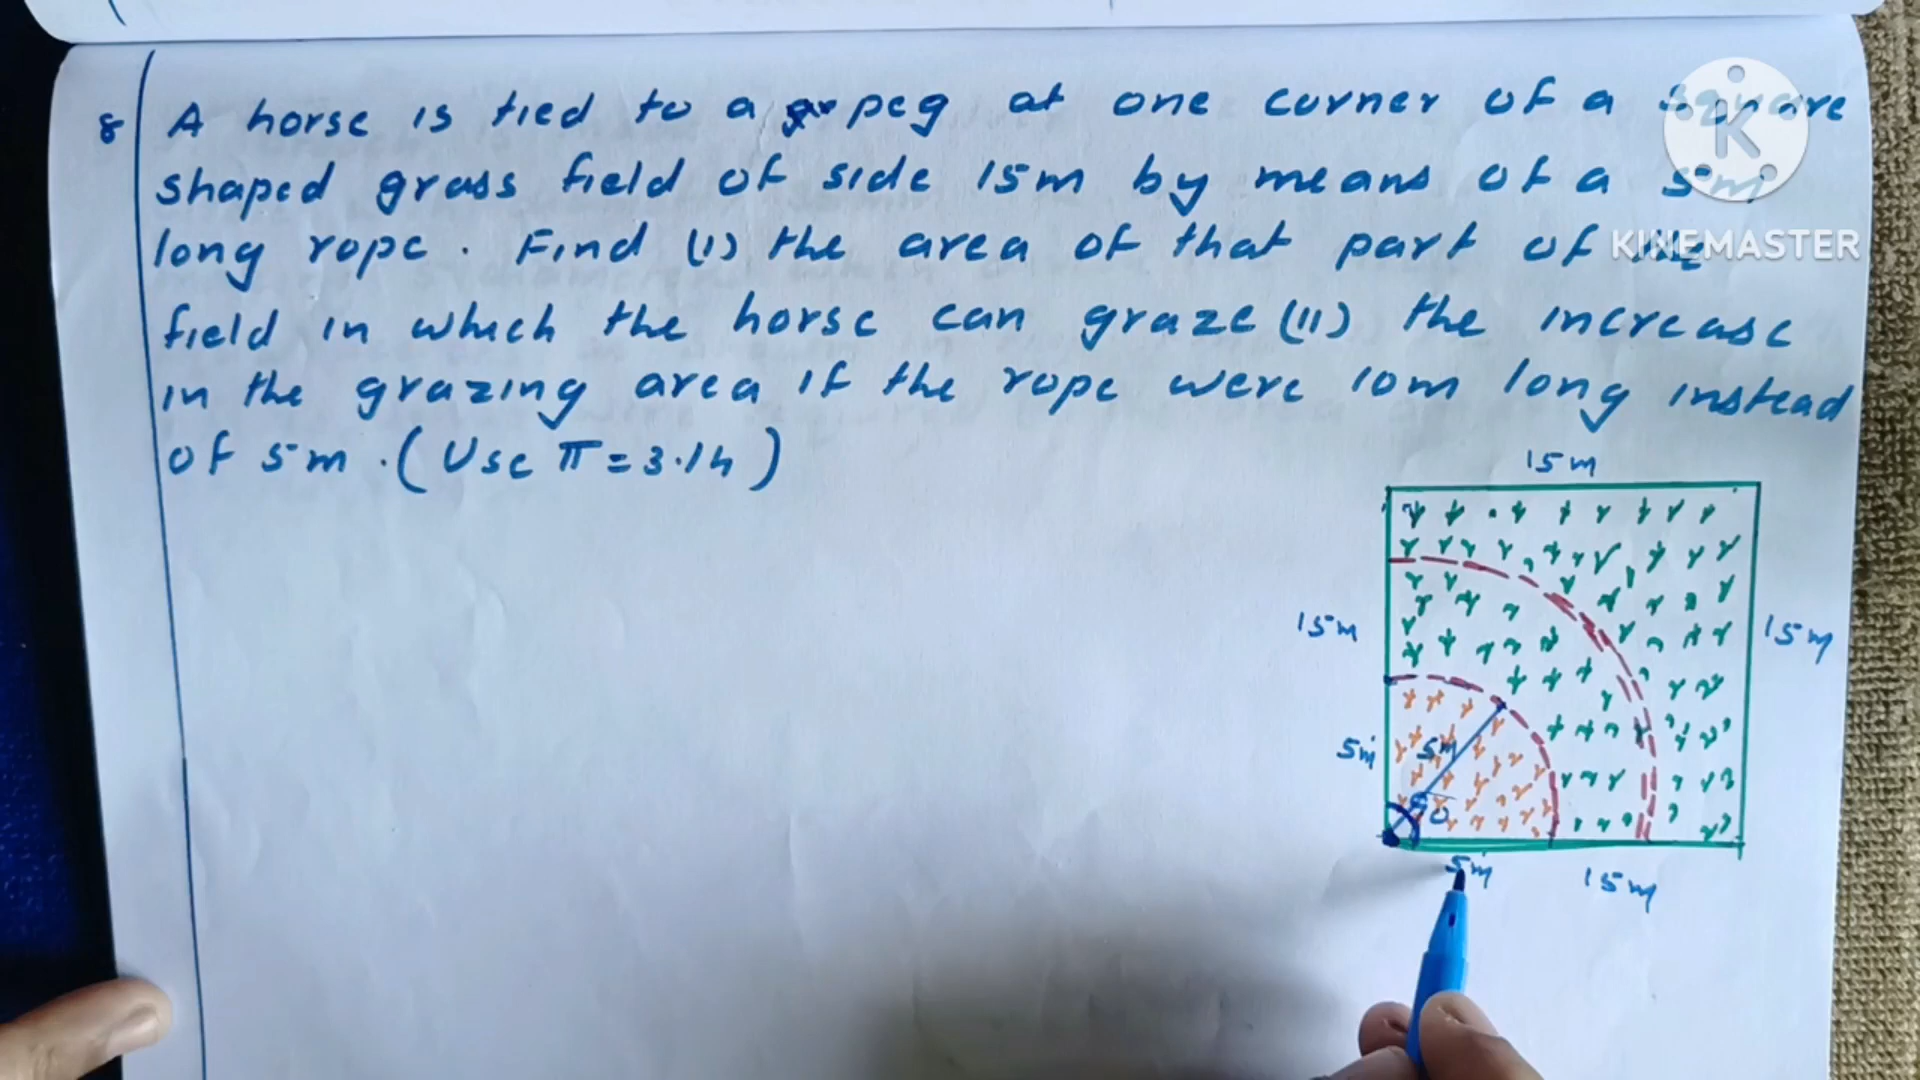 8 A horse is tied to a peg at one corner of a square
shaped grass field of side 15m by means of a 5m
long rope. Find (I) the area of that part of the
field in which the horse can graze (II) the increase
in the grazing area if the rope were 10m long instead
of 5m. (Use π = 3.14)
15m
15m
15m
5m
5m
90
5m
15m
K
KINEMASTER